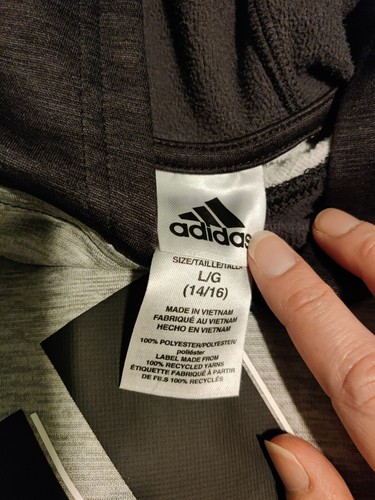 adidas
SIZE/TAILLE/TALLA
L/G
(14/16)
MADE IN VIETNAM
FABRIQUÉ AU VIETNAM
HECHO EN VIETNAM
100% POLYESTER/POLYESTER/
poliéster
LABEL MADE FROM
100% RECYCLED YARNS
ÉTIQUETTE FABRIQUÉE À PARTIR
DE FILS 100% RECYCLÉS